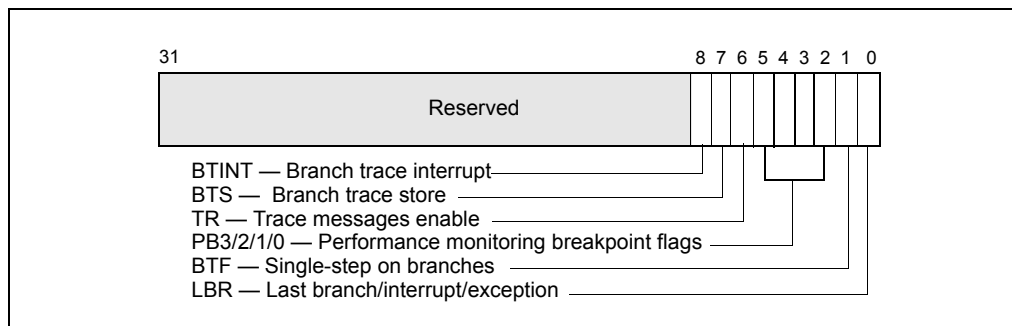 31 8 7 6 5 4 3 2 1 0
Reserved
BTINT — Branch trace interrupt
BTS — Branch trace store
TR — Trace messages enable
PB3/2/1/0 — Performance monitoring breakpoint flags
BTF — Single-step on branches
LBR — Last branch/interrupt/exception